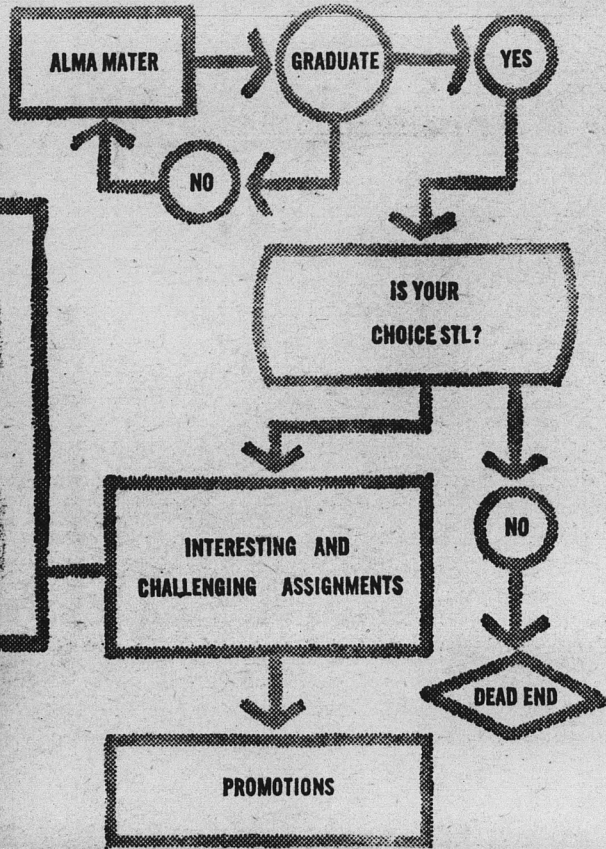 ALMA MATER
GRADUATE
YES
NO
IS YOUR
CHOICE STL?
INTERESTING AND
CHALLENGING ASSIGNMENTS
NO
DEAD END
PROMOTIONS